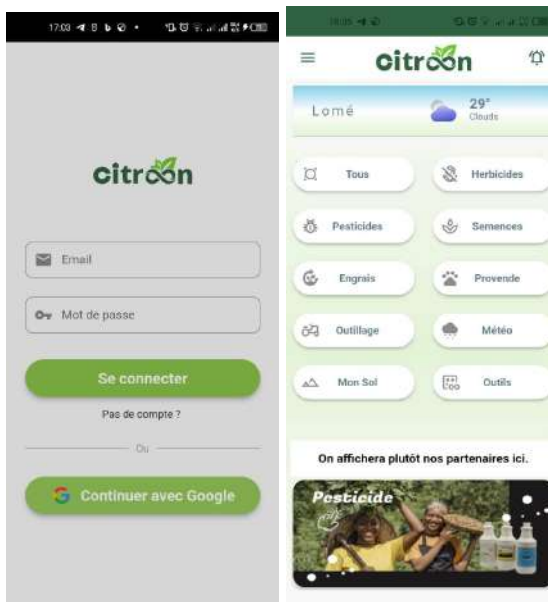 17:03
citroon
Email
Mot de passe
Se connecter
Pas de compte ?
Ou
Continuer avec Google
18:05
citroon
Lomé
29°
Clouds
Tous
Herbicides
Pesticides
Semences
Engrais
Provende
Outillage
Météo
Mon Sol
Outils
On affichera plutôt nos partenaires ici.
Pesticide